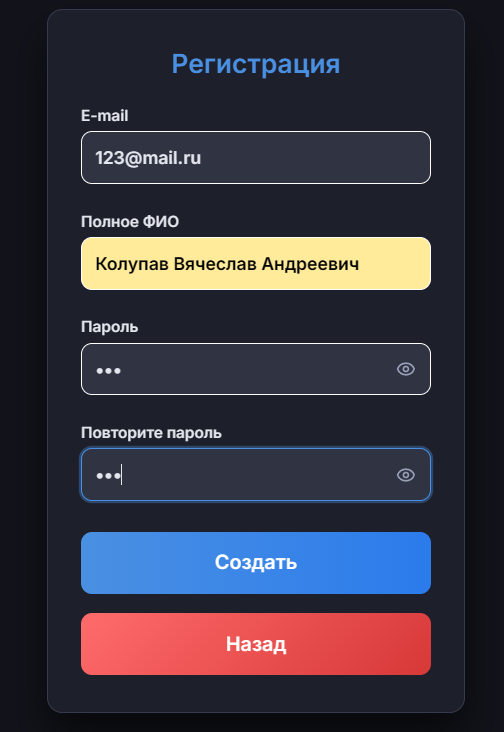 Регистрация
E-mail
123@mail.ru
Полное ФИО
Колупав Вячеслав Андреевич
Пароль
•••
Повторите пароль
•••
Создать
Назад